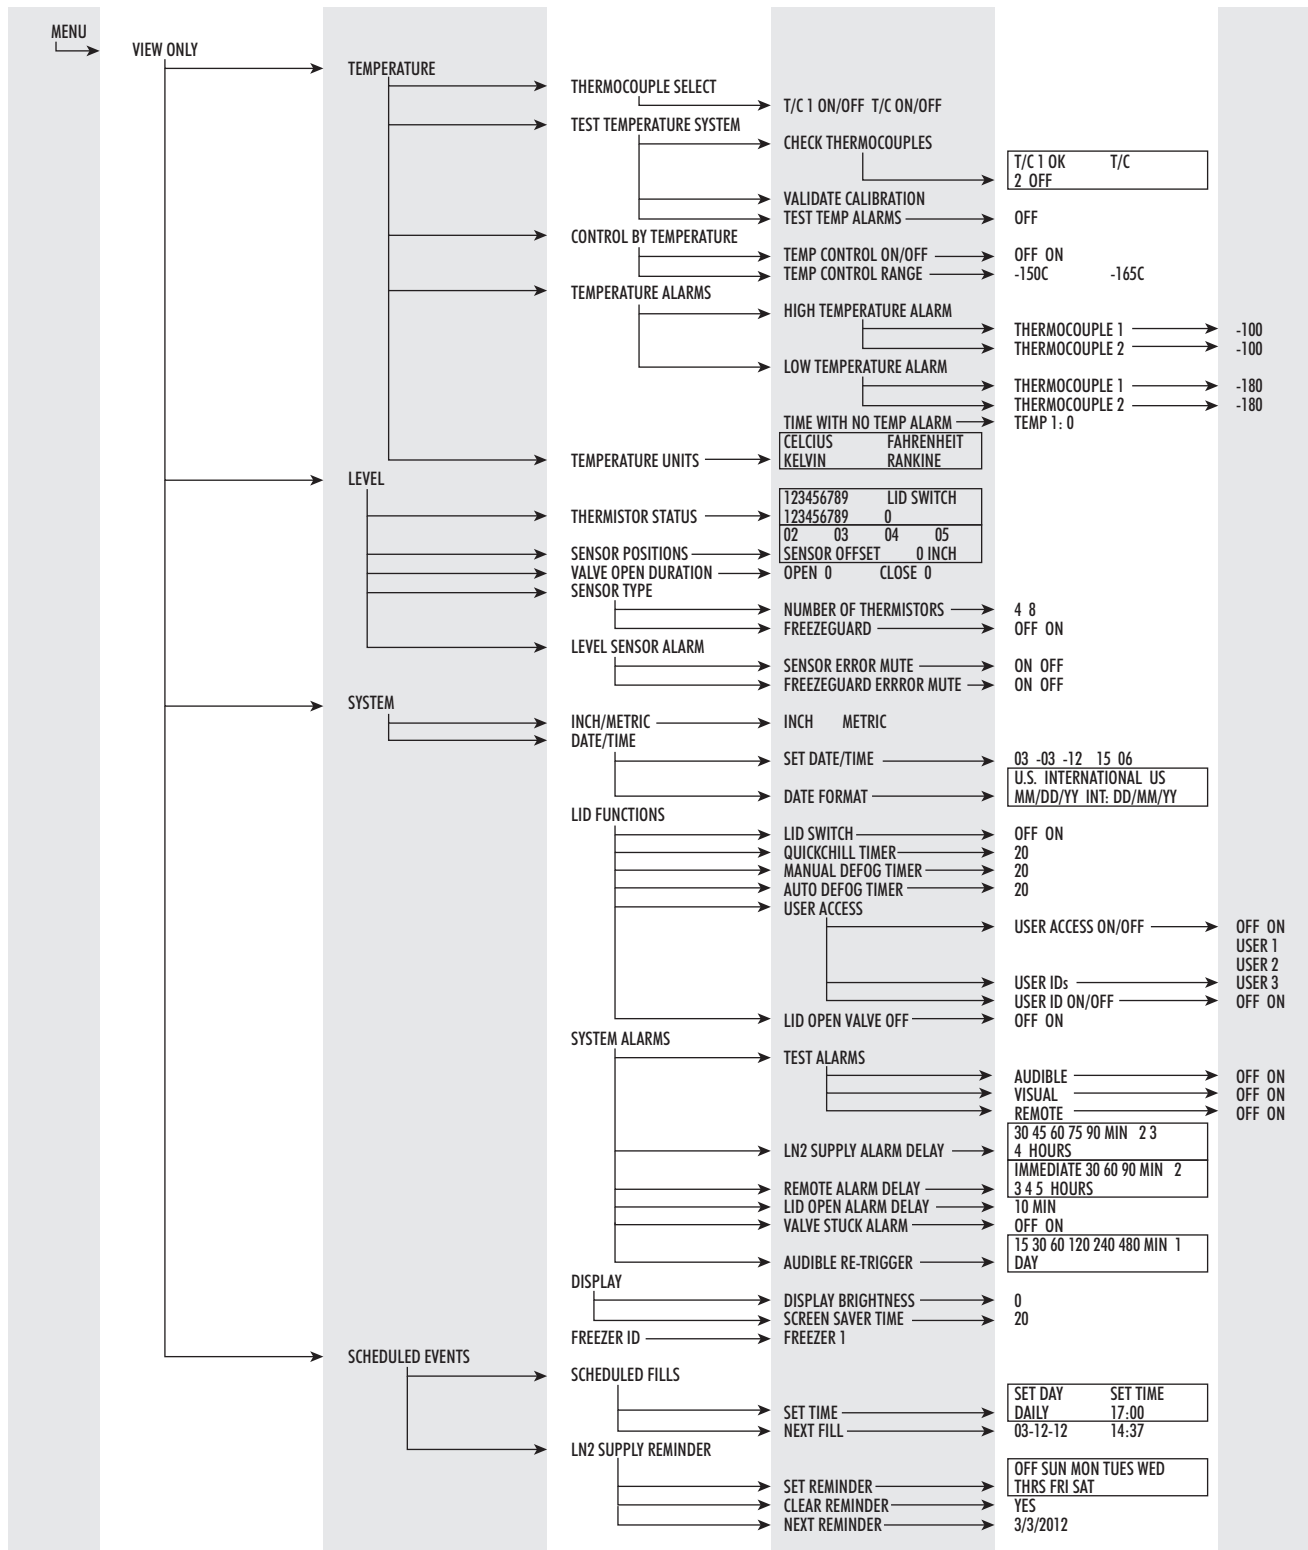 MENU
VIEW ONLY
TEMPERATURE
THERMOCOUPLE SELECT
T/C 1 ON/OFF T/C ON/OFF
TEST TEMPERATURE SYSTEM
CHECK THERMOCOUPLES
T/C 1 OK T/C
2 OFF
VALIDATE CALIBRATION
TEST TEMP ALARMS OFF
CONTROL BY TEMPERATURE
TEMP CONTROL ON/OFF OFF ON
TEMP CONTROL RANGE -150C -165C
TEMPERATURE ALARMS
HIGH TEMPERATURE ALARM
THERMOCOUPLE 1 -100
THERMOCOUPLE 2 -100
LOW TEMPERATURE ALARM
THERMOCOUPLE 1 -180
THERMOCOUPLE 2 -180
TIME WITH NO TEMP ALARM TEMP 1: 0
CELCIUS FAHRENHEIT
TEMPERATURE UNITS KELVIN RANKINE
LEVEL
123456789 LID SWITCH
THERMISTOR STATUS 123456789 0
02 03 04 05
SENSOR POSITIONS SENSOR OFFSET 0 INCH
VALVE OPEN DURATION OPEN 0 CLOSE 0
SENSOR TYPE
NUMBER OF THERMISTORS 4 8
FREEZEGUARD OFF ON
LEVEL SENSOR ALARM
SENSOR ERROR MUTE ON OFF
FREEZEGUARD ERRROR MUTE ON OFF
SYSTEM
INCH/METRIC INCH METRIC
DATE/TIME
SET DATE/TIME 03 -03 -12 15 06
U.S. INTERNATIONAL US
DATE FORMAT MM/DD/YY INT: DD/MM/YY
LID FUNCTIONS
LID SWITCH OFF ON
QUICKCHILL TIMER 20
MANUAL DEFOG TIMER 20
AUTO DEFOG TIMER 20
USER ACCESS
USER ACCESS ON/OFF OFF ON
USER 1
USER 2
USER IDs USER 3
USER ID ON/OFF OFF ON
LID OPEN VALVE OFF OFF ON
SYSTEM ALARMS
TEST ALARMS
AUDIBLE OFF ON
VISUAL OFF ON
REMOTE OFF ON
30 45 60 75 90 MIN 2 3
LN2 SUPPLY ALARM DELAY 4 HOURS
IMMEDIATE 30 60 90 MIN 2
REMOTE ALARM DELAY 3 4 5 HOURS
LID OPEN ALARM DELAY 10 MIN
VALVE STUCK ALARM OFF ON
15 30 60 120 240 480 MIN 1
AUDIBLE RE-TRIGGER DAY
DISPLAY
DISPLAY BRIGHTNESS 0
SCREEN SAVER TIME 20
FREEZER ID FREEZER 1
SCHEDULED EVENTS
SCHEDULED FILLS
SET DAY SET TIME
SET TIME DAILY 17:00
NEXT FILL 03-12-12 14:37
LN2 SUPPLY REMINDER
OFF SUN MON TUES WED
SET REMINDER THRS FRI SAT
CLEAR REMINDER YES
NEXT REMINDER 3/3/2012